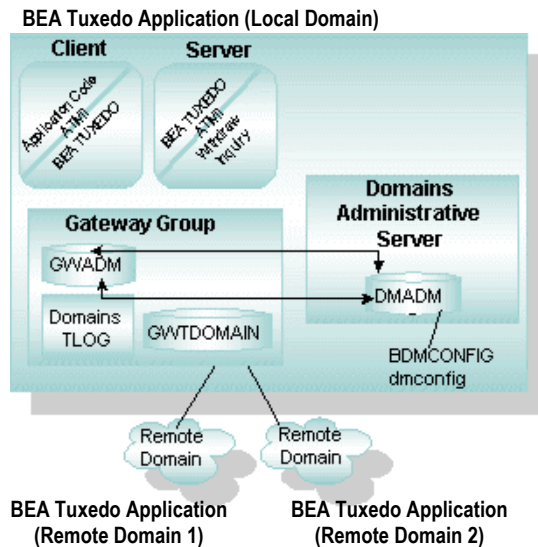 BEA Tuxedo Application (Local Domain)
Client
Server
Application Code
ATMI
BEA TUXEDO
BEA TUXEDO
ATMI
Withdraw
Inquiry
Gateway Group
GWADM
Domains
TLOG
GWTDOMAIN
Domains
Administrative
Server
DMADM
BDMCONFIG
dmconfig
Remote
Domain
Remote
Domain
BEA Tuxedo Application
(Remote Domain 1)
BEA Tuxedo Application
(Remote Domain 2)